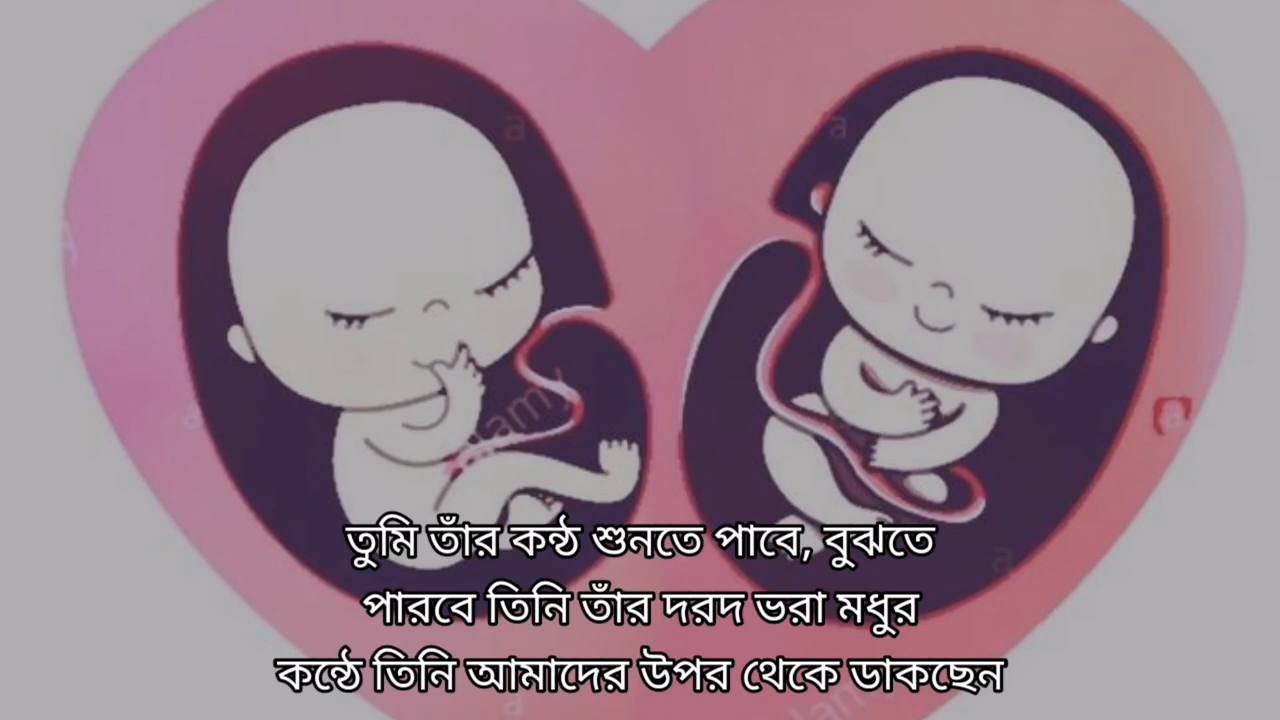 তুমি তাঁর কন্ঠ শুনতে পাবে, বুঝতে
পারবে তিনি তাঁর দরদ ভরা মধুর
কন্ঠে তিনি আমাদের উপর থেকে ডাকছেন